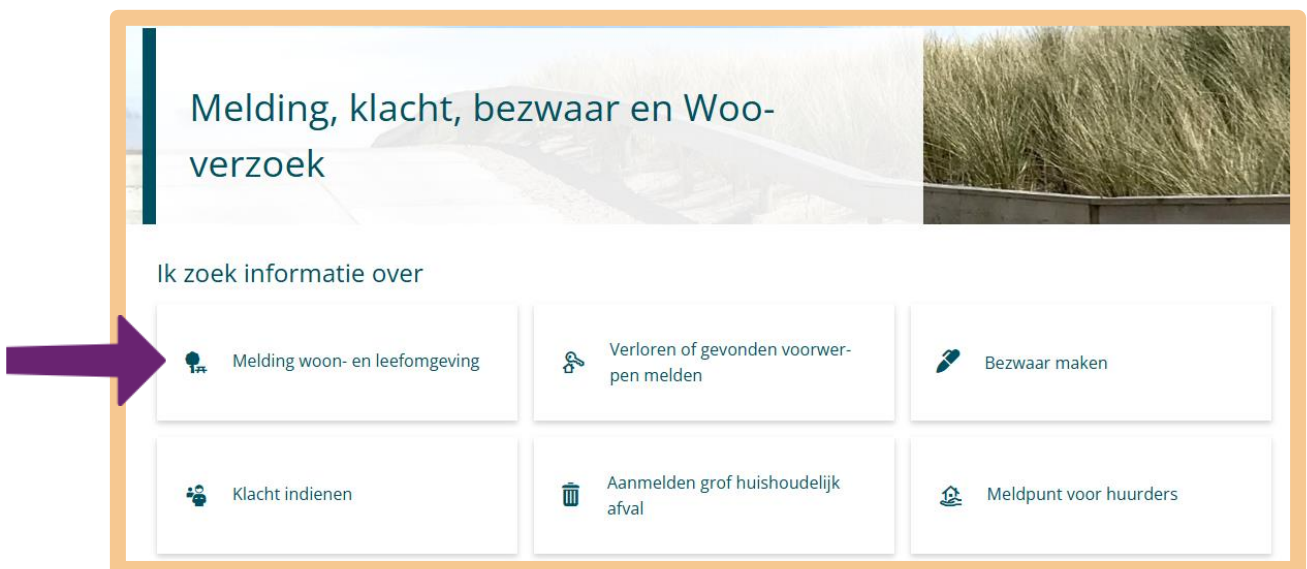 Melding, klacht, bezwaar en Woo-
verzoek
Ik zoek informatie over
Melding woon- en leefomgeving
Verloren of gevonden voorwer-
pen melden
Bezwaar maken
Klacht indienen
Aanmelden grof huishoudelijk
afval
Meldpunt voor huurders